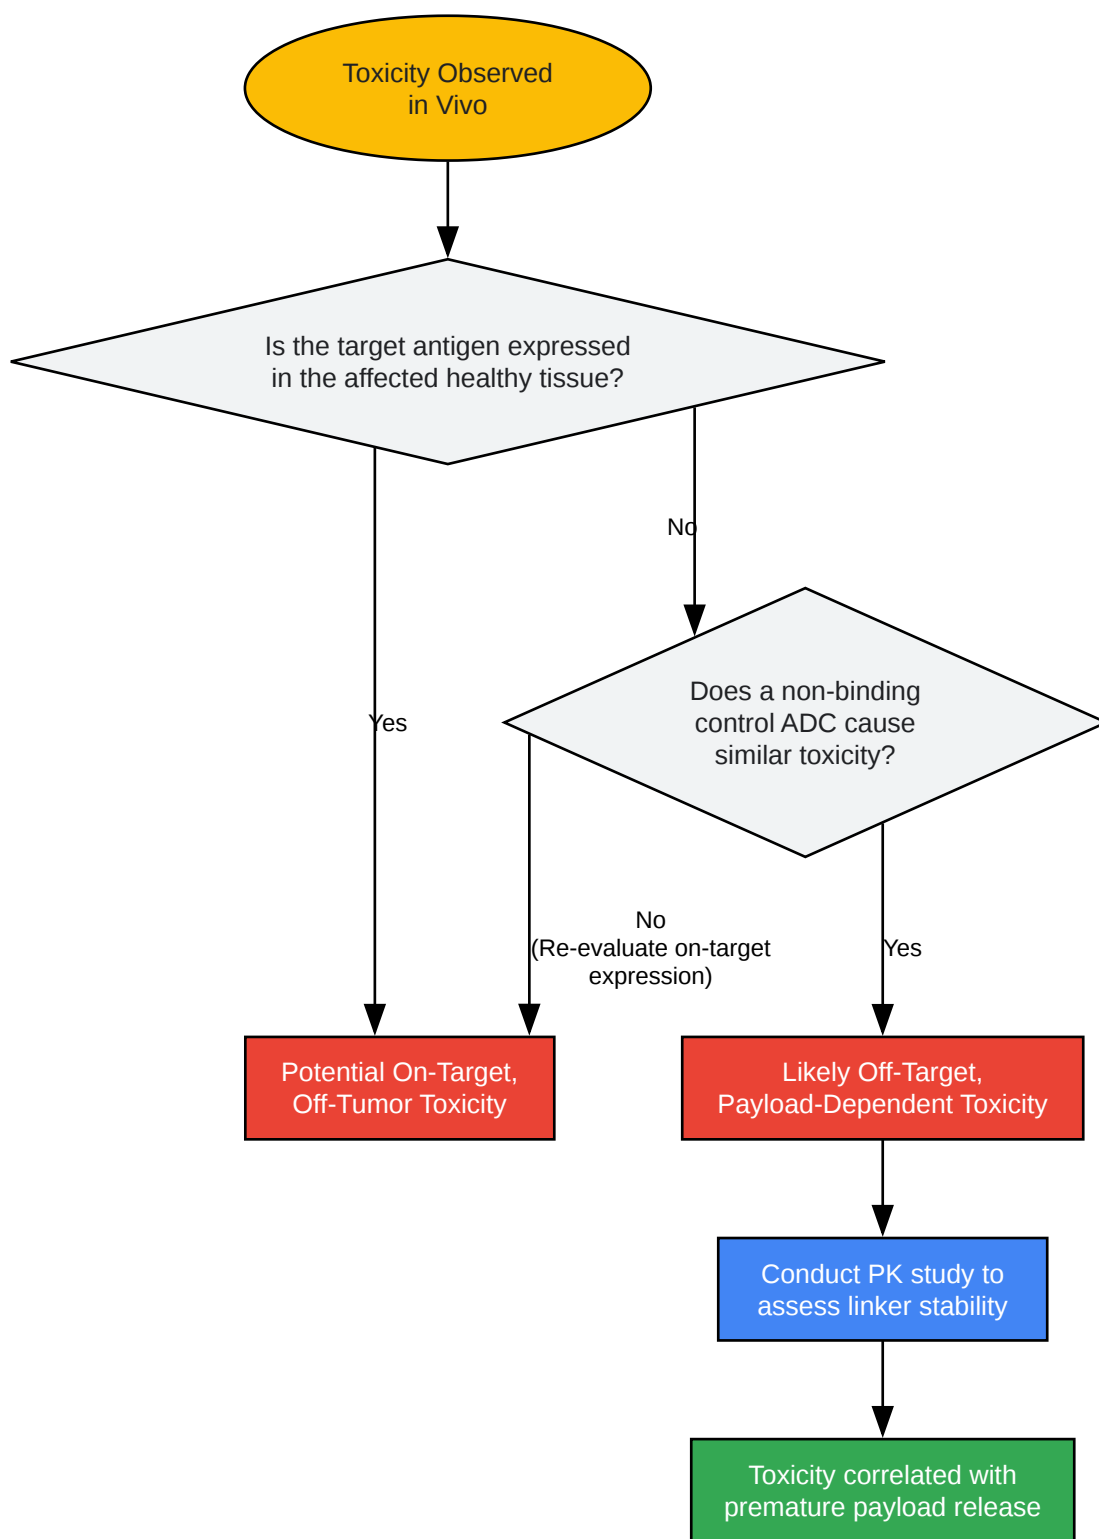 Toxicity Observed
in Vivo
Is the target antigen expressed
in the affected healthy tissue?
No
Does a non-binding
control ADC cause
similar toxicity?
Yes
No
(Re-evaluate on-target
expression)
Yes
Potential On-Target,
Off-Tumor Toxicity
Likely Off-Target,
Payload-Dependent Toxicity
Conduct PK study to
assess linker stability
Toxicity correlated with
premature payload release